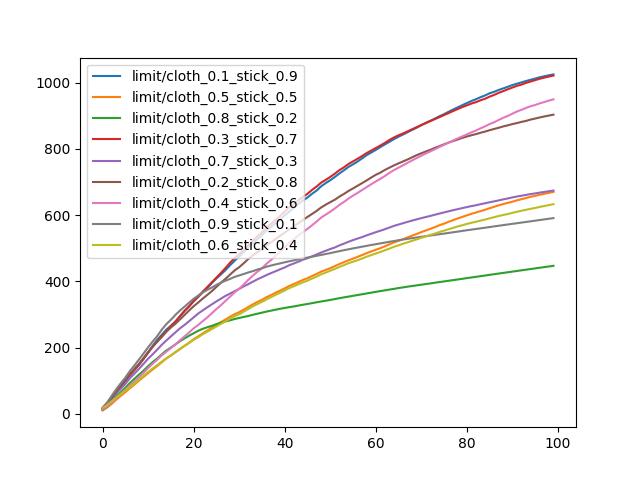 limit/cloth_0.1_stick_0.9
limit/cloth_0.5_stick_0.5
limit/cloth_0.8_stick_0.2
limit/cloth_0.3_stick_0.7
limit/cloth_0.7_stick_0.3
limit/cloth_0.2_stick_0.8
limit/cloth_0.4_stick_0.6
limit/cloth_0.9_stick_0.1
limit/cloth_0.6_stick_0.4
1000
800
600
400
200
0
0 20 40 60 80 100